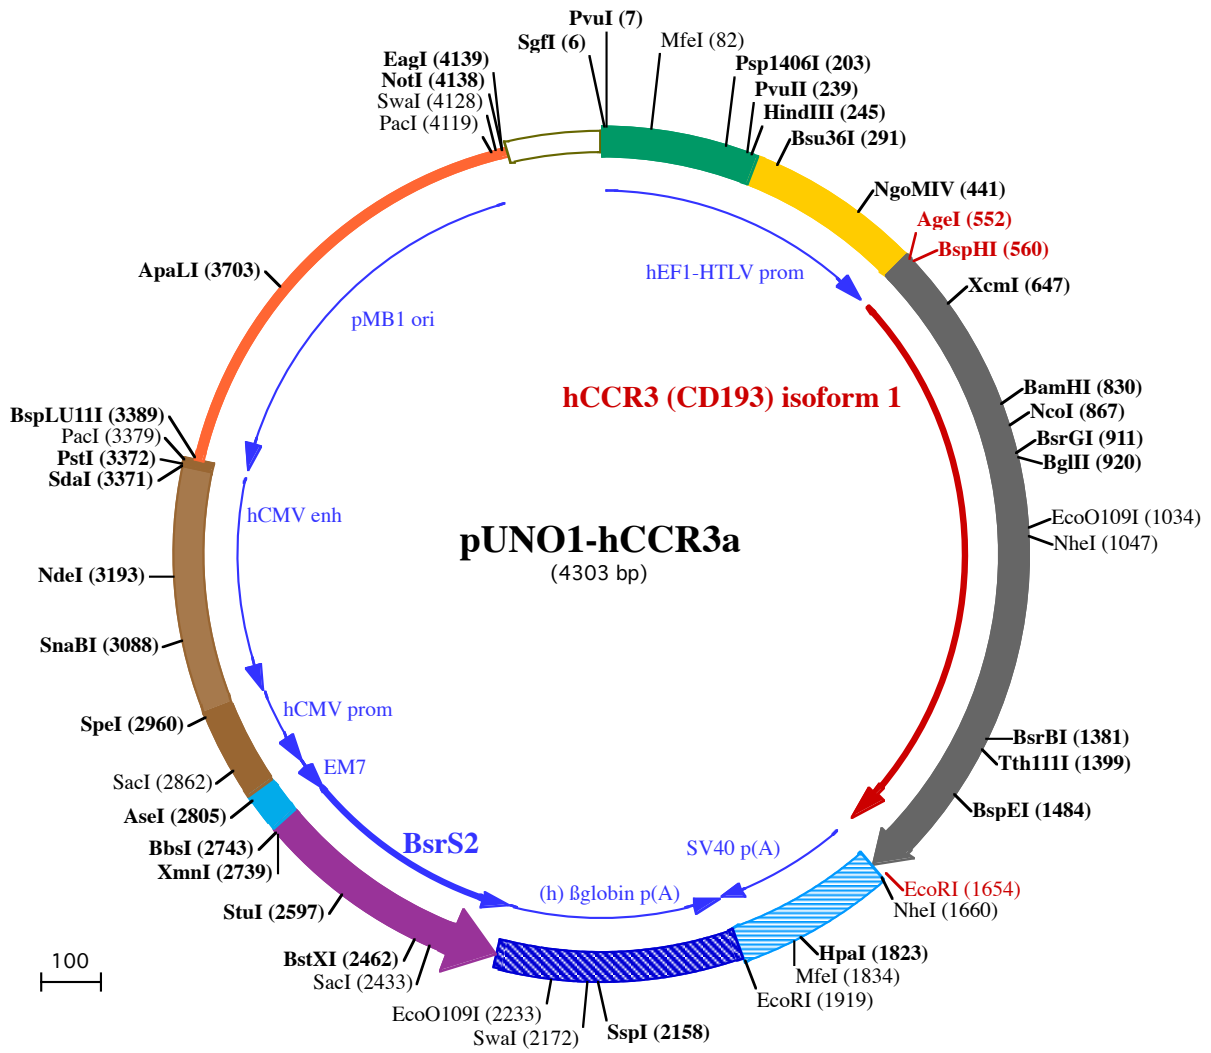 PvuI (7)
SgfI (6)
MfeI (82)
Psp1406I (203)
PvuII (239)
HindIII (245)
Bsu36I (291)
NgoMIV (441)
AgeI (552)
BspHI (560)
XcmI (647)
BamHI (830)
NcoI (867)
BsrGI (911)
BglII (920)
EcoO109I (1034)
NheI (1047)
BsrBI (1381)
Tth111I (1399)
BspEI (1484)
EcoRI (1654)
NheI (1660)
HpaI (1823)
MfeI (1834)
EcoRI (1919)
SspI (2158)
SwaI (2172)
EcoO109I (2233)
SacI (2433)
BstXI (2462)
StuI (2597)
XmnI (2739)
BbsI (2743)
AseI (2805)
SacI (2862)
SpeI (2960)
SnaBI (3088)
NdeI (3193)
SdaI (3371)
PstI (3372)
PacI (3379)
BspLU11I (3389)
ApaLI (3703)
PacI (4119)
SwaI (4128)
NotI (4138)
EagI (4139)
hEF1-HTLV prom
pMB1 ori
hCCR3 (CD193) isoform 1
hCMV enh
pUNO1-hCCR3a
(4303 bp)
hCMV prom
EM7
BsrS2
SV40 p(A)
(h) ßglobin p(A)
100